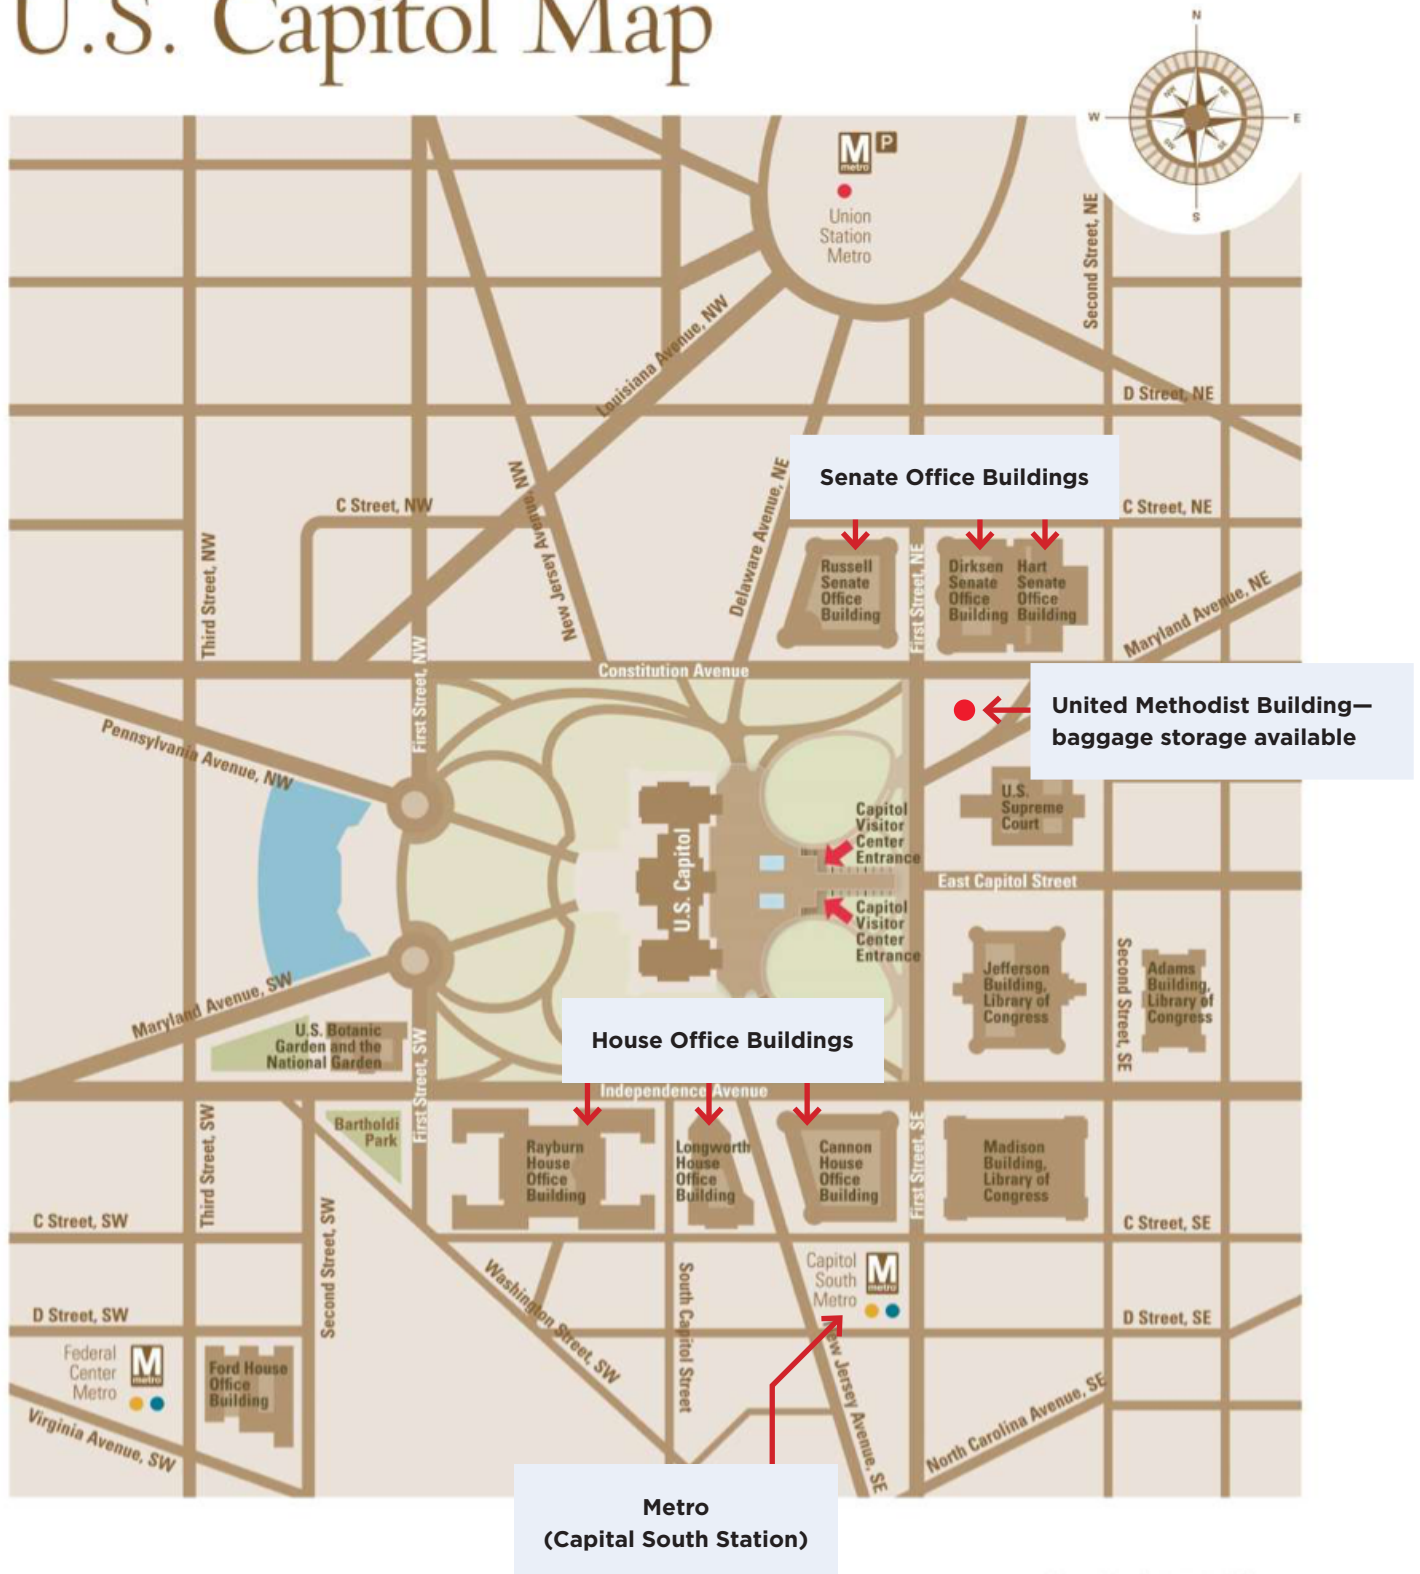 U.S. Capitol Map
N
NW
NE
W
E
SW
SE
S
M
metro
P
Union
Station
Metro
Second Street, NE
Louisiana Avenue, NW
D Street, NE
Senate Office Buildings
C Street, NW
New Jersey Avenue, NW
Delaware Avenue, NE
C Street, NE
Third Street, NW
Russell
Senate
Office
Building
First Street, NE
Dirksen
Senate
Office
Building
Hart
Senate
Office
Building
Maryland Avenue, NE
First Street, NW
Constitution Avenue
United Methodist Building—
baggage storage available
Pennsylvania Avenue, NW
U.S.
Supreme
Court
Capitol
Visitor
Center
Entrance
U.S. Capitol
East Capitol Street
Capitol
Visitor
Center
Entrance
Jefferson
Building,
Library of
Congress
Second Street, SE
Adams
Building,
Library of
Congress
Maryland Avenue, SW
U.S. Botanic
Garden and the
National Garden
First Street, SW
House Office Buildings
Independence Avenue
Bartholdi
Park
Third Street, SW
Rayburn
House
Office
Building
Longworth
House
Office
Building
Cannon
House
Office
Building
First Street, SE
Madison
Building,
Library of
Congress
C Street, SW
C Street, SE
Second Street, SW
Washington Street, SW
South Capitol Street
Capitol
South
Metro
M
metro
D Street, SW
D Street, SE
Federal
Center
Metro
M
metro
Ford House
Office
Building
New Jersey Avenue, SE
North Carolina Avenue, SE
Virginia Avenue, SW
Metro
(Capital South Station)